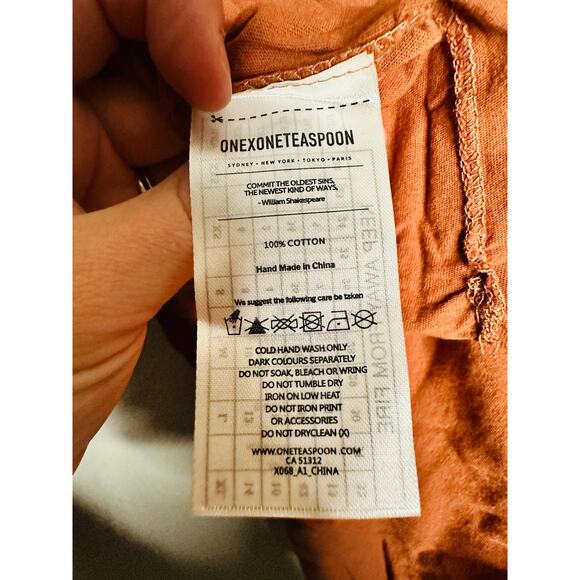 ONEXONETEASPOON
SYDNEY • NEW YORK • TOKYO • PARIS
COMMIT THE OLDEST SINS,
THE NEWEST KIND OF WAYS,
- William Shakespeare
100% COTTON
Hand Made in China
We suggest the following care be taken
COLD HAND WASH ONLY
DARK COLOURS SEPARATELY
DO NOT SOAK, BLEACH OR WRING
DO NOT TUMBLE DRY
IRON ON LOW HEAT
DO NOT IRON PRINT
OR ACCESSORIES
DO NOT DRYCLEAN (X)
WWW.ONETEASPOON.COM
CA 51312
X068_A1_CHINA
KEEP AWAY FROM FIRE